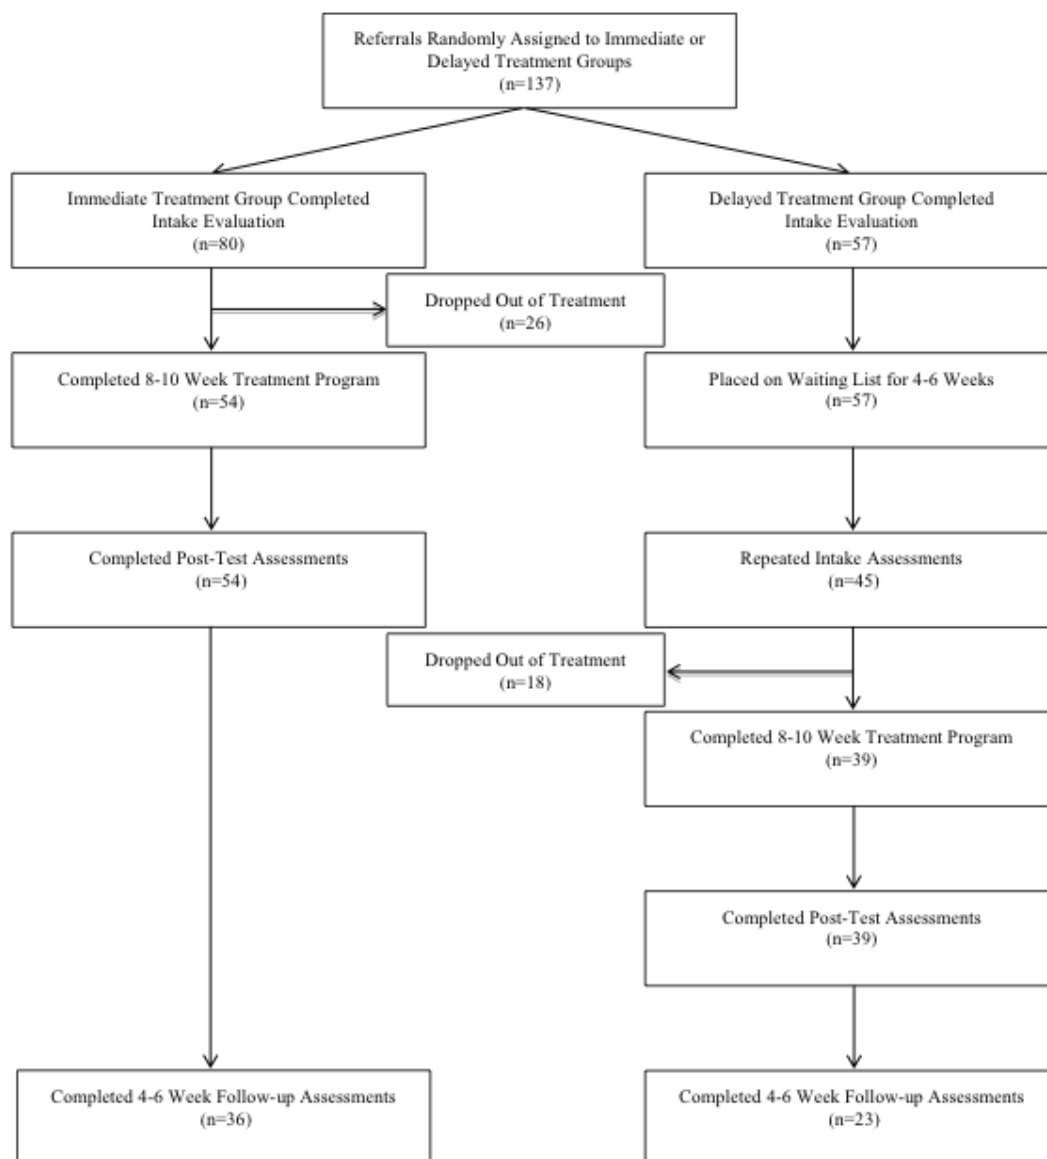 Referrals Randomly Assigned to Immediate or
Delayed Treatment Groups
(n=137)
Immediate Treatment Group Completed
Intake Evaluation
(n=80)
Delayed Treatment Group Completed
Intake Evaluation
(n=57)
Dropped Out of Treatment
(n=26)
Completed 8-10 Week Treatment Program
(n=54)
Placed on Waiting List for 4-6 Weeks
(n=57)
Completed Post-Test Assessments
(n=54)
Repeated Intake Assessments
(n=45)
Dropped Out of Treatment
(n=18)
Completed 8-10 Week Treatment Program
(n=39)
Completed Post-Test Assessments
(n=39)
Completed 4-6 Week Follow-up Assessments
(n=36)
Completed 4-6 Week Follow-up Assessments
(n=23)